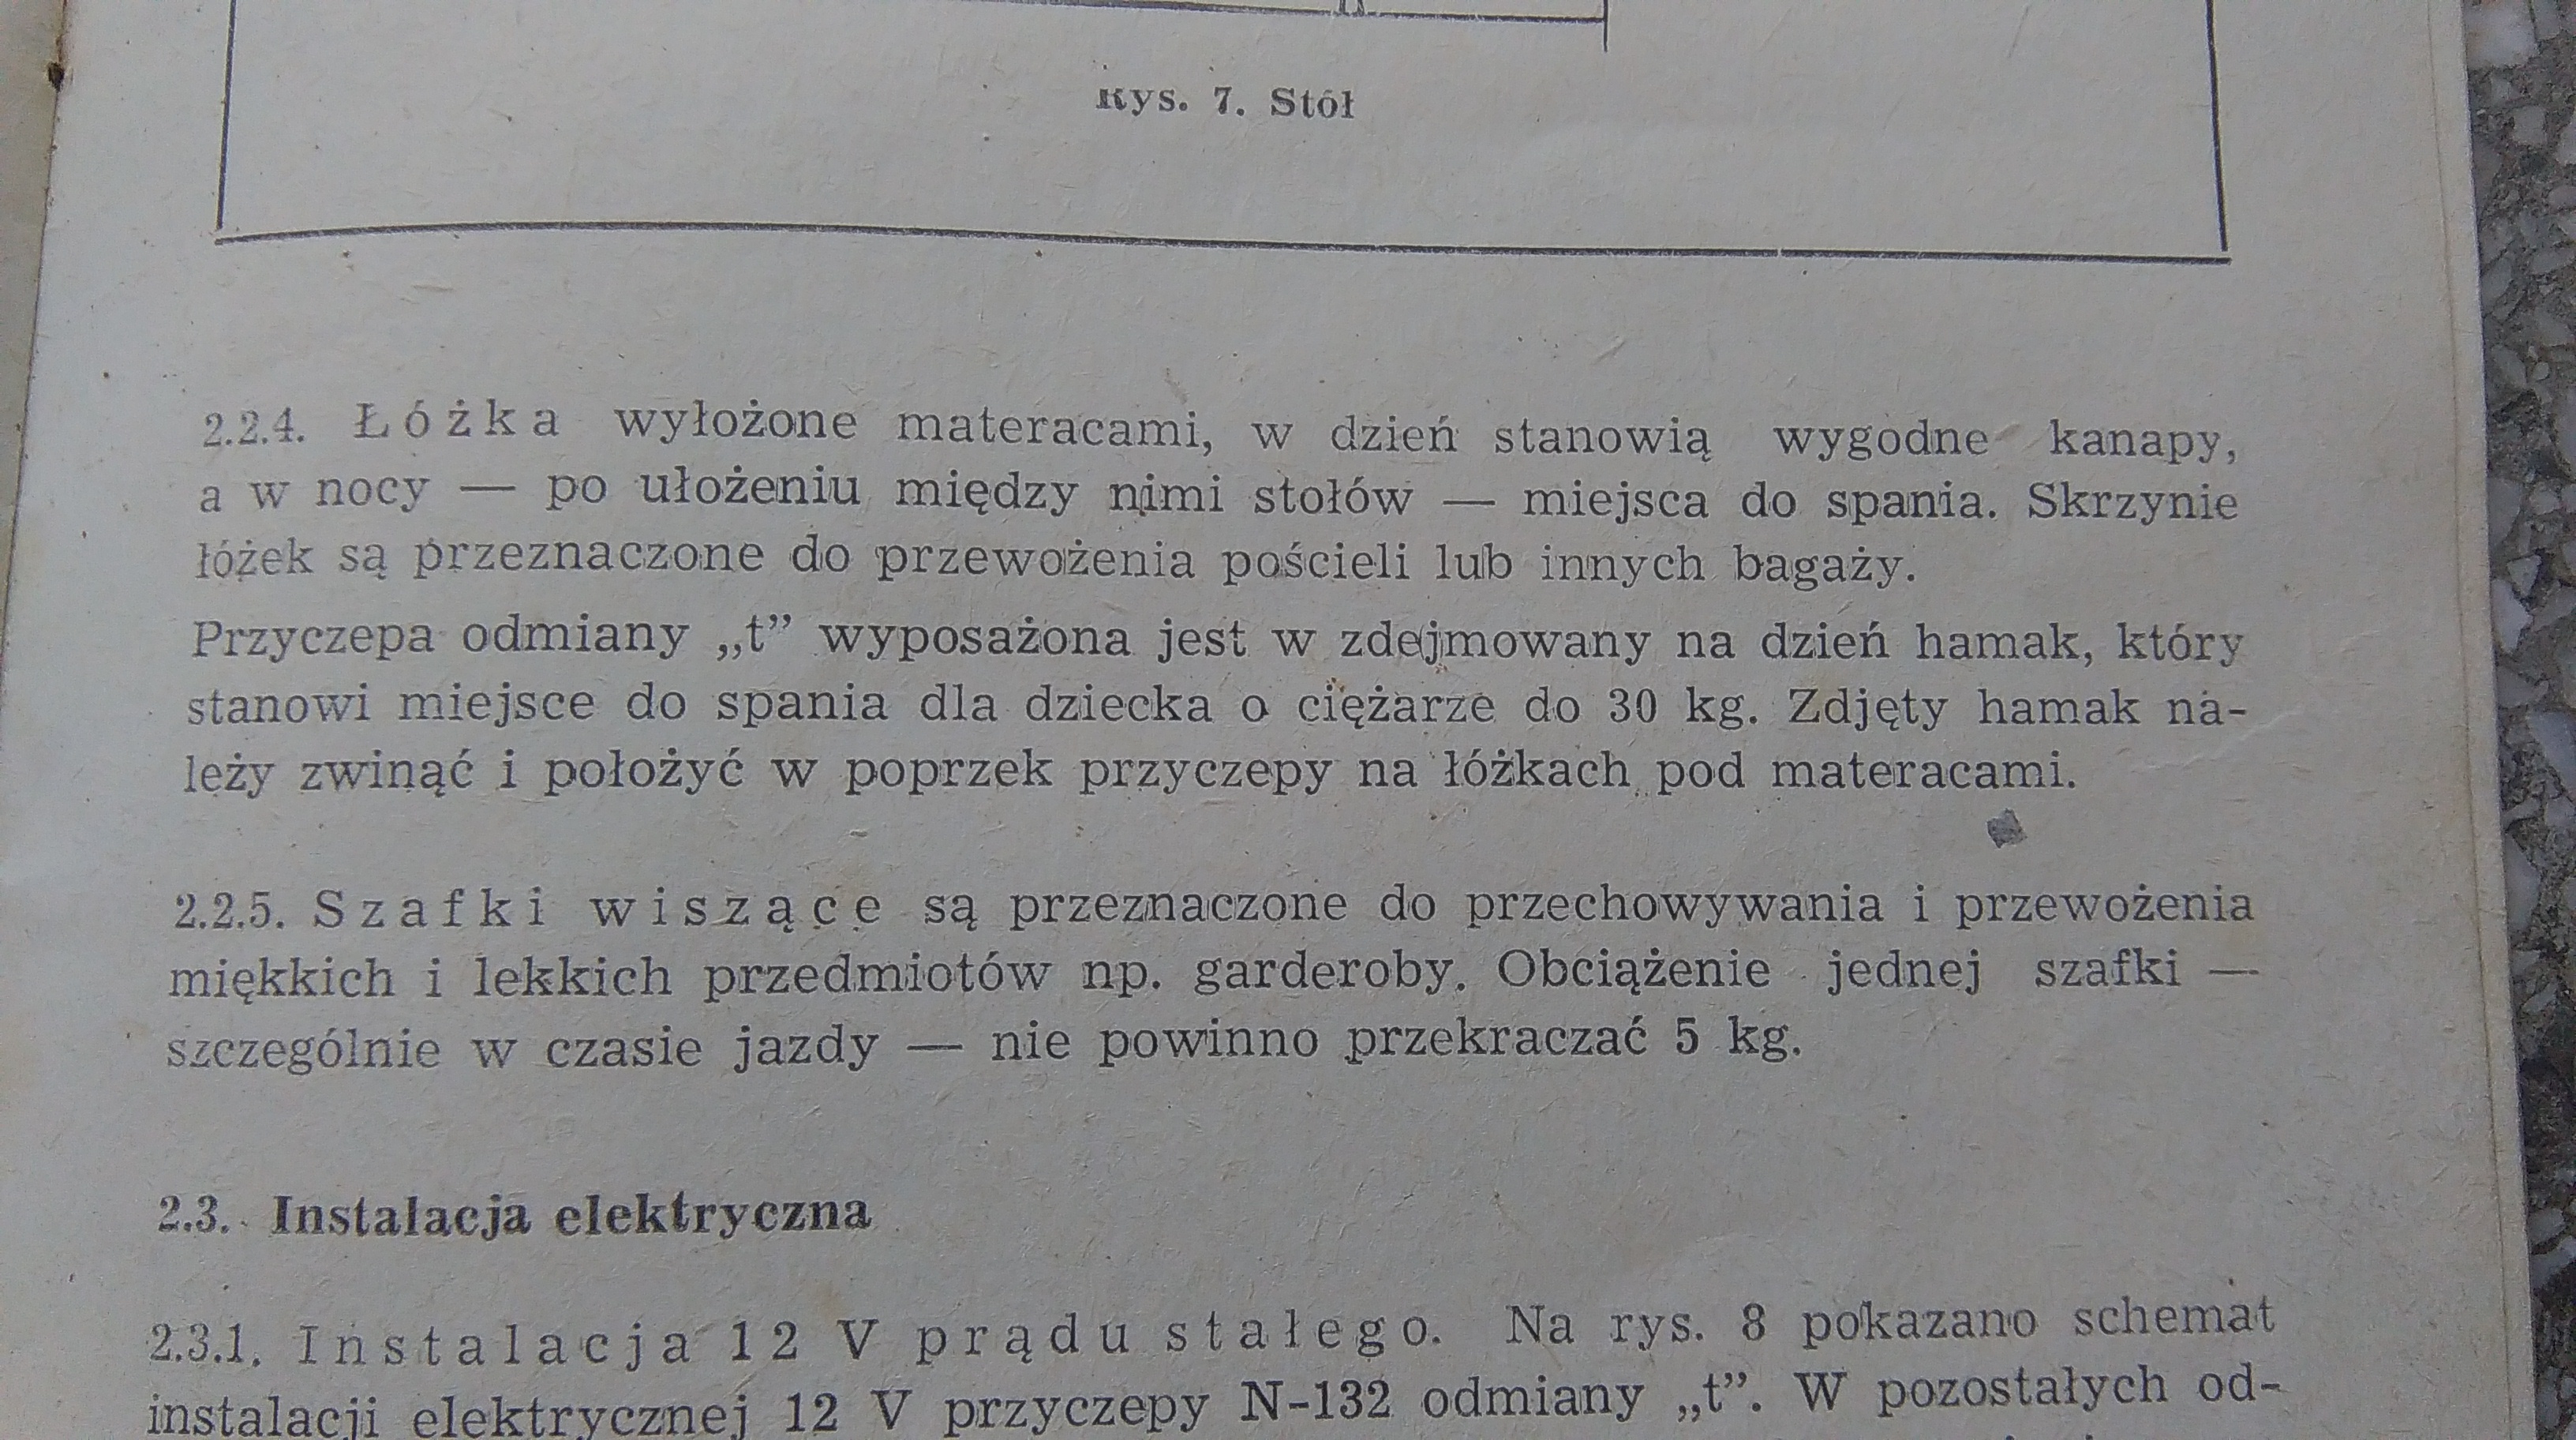 Rys. 7. Stół
2.2.4. Łóżka wyłożone materacami, w dzień stanowią wygodne kanapy,
a w nocy — po ułożeniu między nimi stołów — miejsca do spania. Skrzynie
łóżek są przeznaczone do przewożenia pościeli lub innych bagaży.
Przyczepa odmiany „t” wyposażona jest w zdejmowany na dzień hamak, który
stanowi miejsce do spania dla dziecka o ciężarze do 30 kg. Zdjęty hamak na-
leży zwinąć i położyć w poprzek przyczepy na łóżkach pod materacami.
2.2.5. Szafki wiszące są przeznaczone do przechowywania i przewożenia
miękkich i lekkich przedmiotów np. garderoby. Obciążenie jednej szafki —
szczególnie w czasie jazdy — nie powinno przekraczać 5 kg.
2.3. Instalacja elektryczna
2.3.1. Instalacja 12 V prądu stałego. Na rys. 8 pokazano schemat
instalacji elektrycznej 12 V przyczepy N-132 odmiany „t”. W pozostałych od-